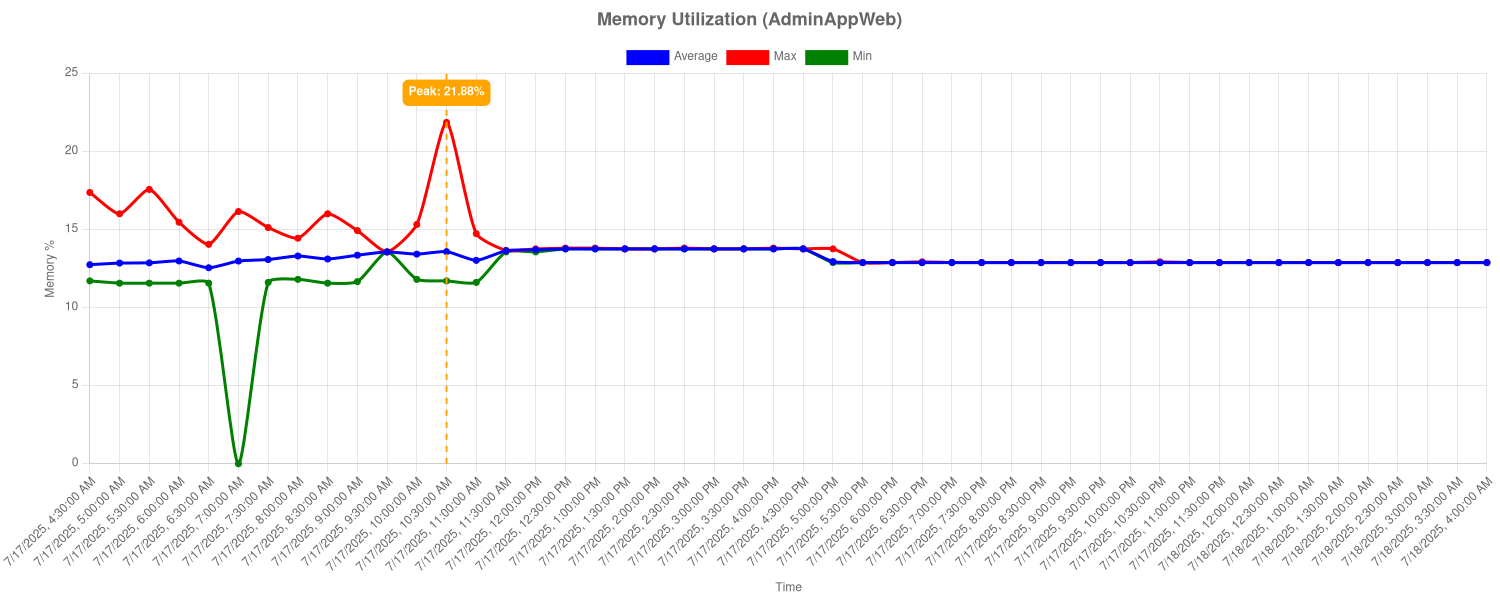 Memory Utilization (AdminAppWeb)
Average Max Min
Peak: 21.88%
25
20
15
10
5
0
Memory %
7/17/2025, 4:30:00 AM
7/17/2025, 5:00:00 AM
7/17/2025, 5:30:00 AM
7/17/2025, 6:00:00 AM
7/17/2025, 6:30:00 AM
7/17/2025, 7:00:00 AM
7/17/2025, 7:30:00 AM
7/17/2025, 8:00:00 AM
7/17/2025, 8:30:00 AM
7/17/2025, 9:00:00 AM
7/17/2025, 9:30:00 AM
7/17/2025, 10:00:00 AM
7/17/2025, 10:30:00 AM
7/17/2025, 11:00:00 AM
7/17/2025, 11:30:00 AM
7/17/2025, 12:00:00 PM
7/17/2025, 12:30:00 PM
7/17/2025, 1:00:00 PM
7/17/2025, 1:30:00 PM
7/17/2025, 2:00:00 PM
7/17/2025, 2:30:00 PM
7/17/2025, 3:00:00 PM
7/17/2025, 3:30:00 PM
7/17/2025, 4:00:00 PM
7/17/2025, 4:30:00 PM
7/17/2025, 5:00:00 PM
7/17/2025, 5:30:00 PM
7/17/2025, 6:00:00 PM
7/17/2025, 6:30:00 PM
7/17/2025, 7:00:00 PM
7/17/2025, 7:30:00 PM
7/17/2025, 8:00:00 PM
7/17/2025, 8:30:00 PM
7/17/2025, 9:00:00 PM
7/17/2025, 9:30:00 PM
7/17/2025, 10:00:00 PM
7/17/2025, 10:30:00 PM
7/17/2025, 11:00:00 PM
7/17/2025, 11:30:00 PM
7/18/2025, 12:00:00 AM
7/18/2025, 12:30:00 AM
7/18/2025, 1:00:00 AM
7/18/2025, 1:30:00 AM
7/18/2025, 2:00:00 AM
7/18/2025, 2:30:00 AM
7/18/2025, 3:00:00 AM
7/18/2025, 3:30:00 AM
7/18/2025, 4:00:00 AM
Time